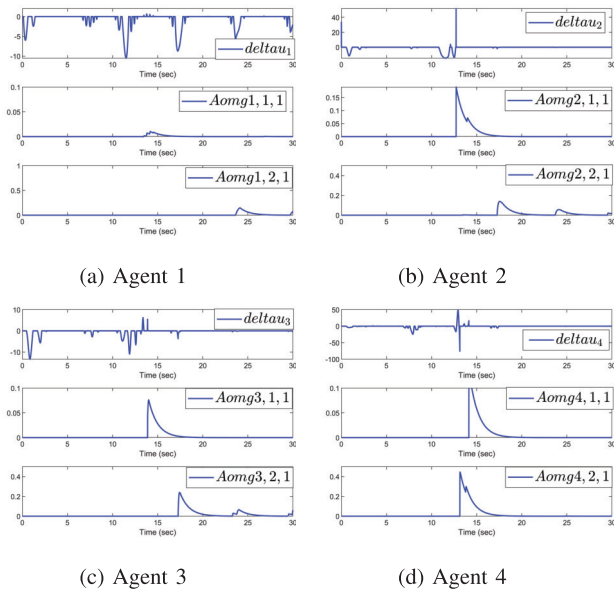 0
-5
-10
deltau1
0 5 10 15 20 25 30
Time (sec)
0.1
0.05
0
Aomg1, 1, 1
0 5 10 15 20 25 30
Time (sec)
1
0.5
0
Aomg1, 2, 1
0 5 10 15 20 25 30
(a) Agent 1
40
20
0
deltau2
0 5 10 15 20 25 30
Time (sec)
0.15
0.1
0.05
0
Aomg2, 1, 1
0 5 10 15 20 25 30
Time (sec)
0.4
0.2
0
Aomg2, 2, 1
0 5 10 15 20 25 30
(b) Agent 2
10
0
-10
deltau3
0 5 10 15 20 25 30
Time (sec)
0.1
0.05
0
Aomg3, 1, 1
0 5 10 15 20 25 30
Time (sec)
0.4
0.2
0
Aomg3, 2, 1
0 5 10 15 20 25 30
(c) Agent 3
50
0
-50
-100
deltau4
0 5 10 15 20 25 30
Time (sec)
0.1
0.05
0
Aomg4, 1, 1
0 5 10 15 20 25 30
Time (sec)
0.4
0.2
0
Aomg4, 2, 1
0 5 10 15 20 25 30
(d) Agent 4